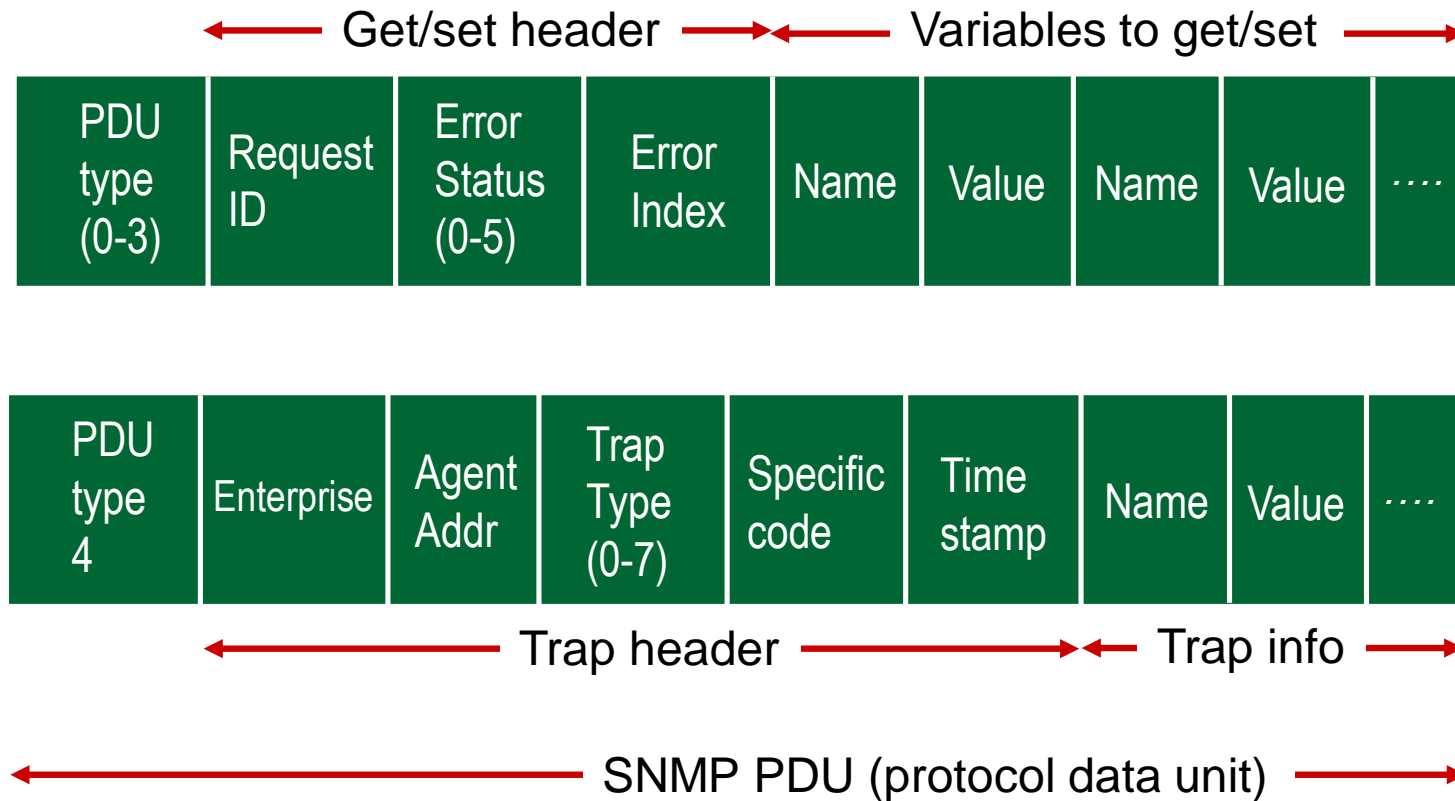 Get/set header
Variables to get/set
PDU
type
(0-3)
Request
ID
Error
Status
(0-5)
Error
Index
Name
Value
Name
Value
....
PDU
type
4
Enterprise
Agent
Addr
Trap
Type
(0-7)
Specific
code
Time
stamp
Name
Value
....
Trap header
Trap info
SNMP PDU (protocol data unit)